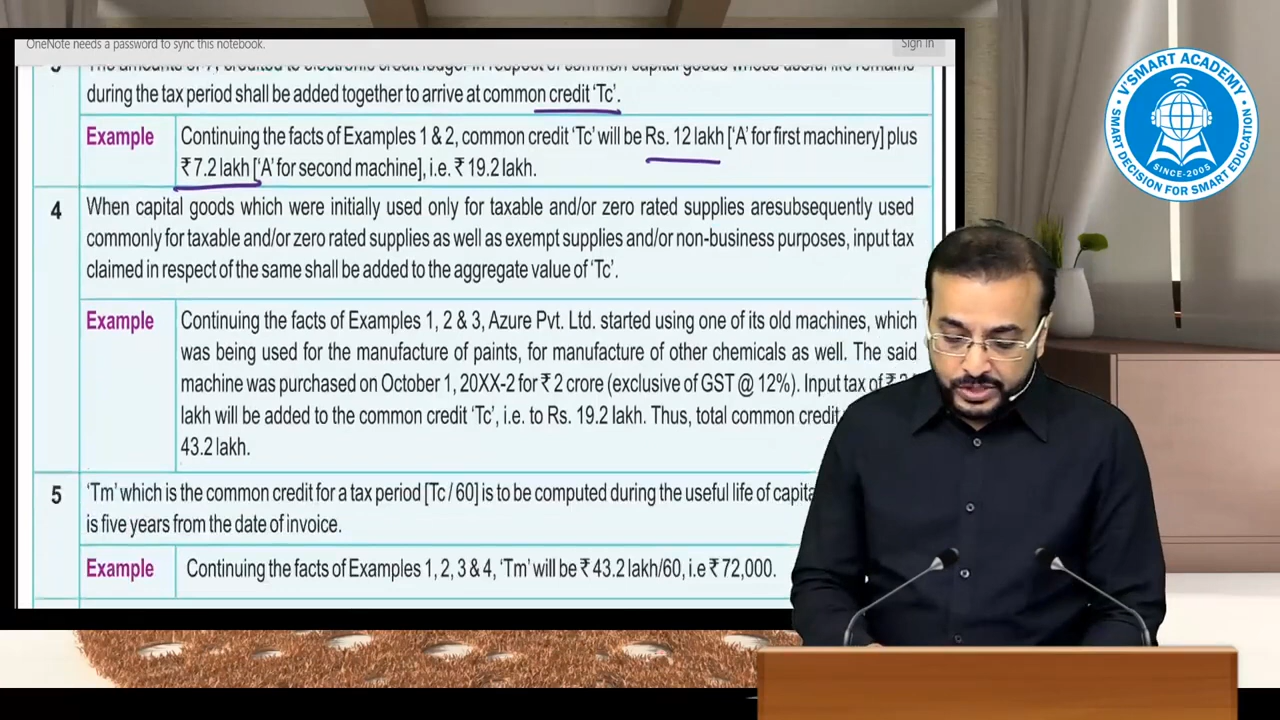 OneNote needs a password to sync this notebook.
Sign in
during the tax period shall be added together to arrive at common credit 'Tc'.
Example
Continuing the facts of Examples 1 & 2, common credit 'Tc' will be Rs. 12 lakh ['A' for first machinery] plus
₹ 7.2 lakh ['A' for second machine], i.e. ₹ 19.2 lakh.
4
When capital goods which were initially used only for taxable and/or zero rated supplies aresubsequently used
commonly for taxable and/or zero rated supplies as well as exempt supplies and/or non-business purposes, input tax
claimed in respect of the same shall be added to the aggregate value of 'Tc'.
Example
Continuing the facts of Examples 1, 2 & 3, Azure Pvt. Ltd. started using one of its old machines, which
was being used for the manufacture of paints, for manufacture of other chemicals as well. The said
machine was purchased on October 1, 20XX-2 for ₹ 2 crore (exclusive of GST @ 12%). Input tax of ₹
lakh will be added to the common credit 'Tc', i.e. to Rs. 19.2 lakh. Thus, total common credit
43.2 lakh.
5
'Tm' which is the common credit for a tax period [Tc / 60] is to be computed during the useful life of
is five years from the date of invoice.
Example
Continuing the facts of Examples 1, 2, 3 & 4, 'Tm' will be ₹ 43.2 lakh/60, i.e ₹ 72,000.
V'SMART ACADEMY
SINCE-2005
SMART DECISION FOR SMART EDUCATION